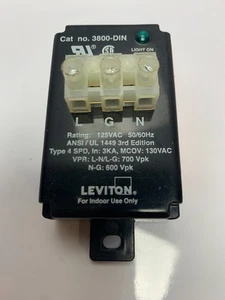 Cat no. 3800-DIN
LIGHT ON
L G N
Rating: 125VAC 50/60Hz
ANSI / UL 1449 3rd Edition
Type 4 SPD, In: 3KA, MCOV: 130VAC
VPR: L-N/L-G: 700 Vpk
N-G: 600 Vpk
LEVITON
For Indoor Use Only